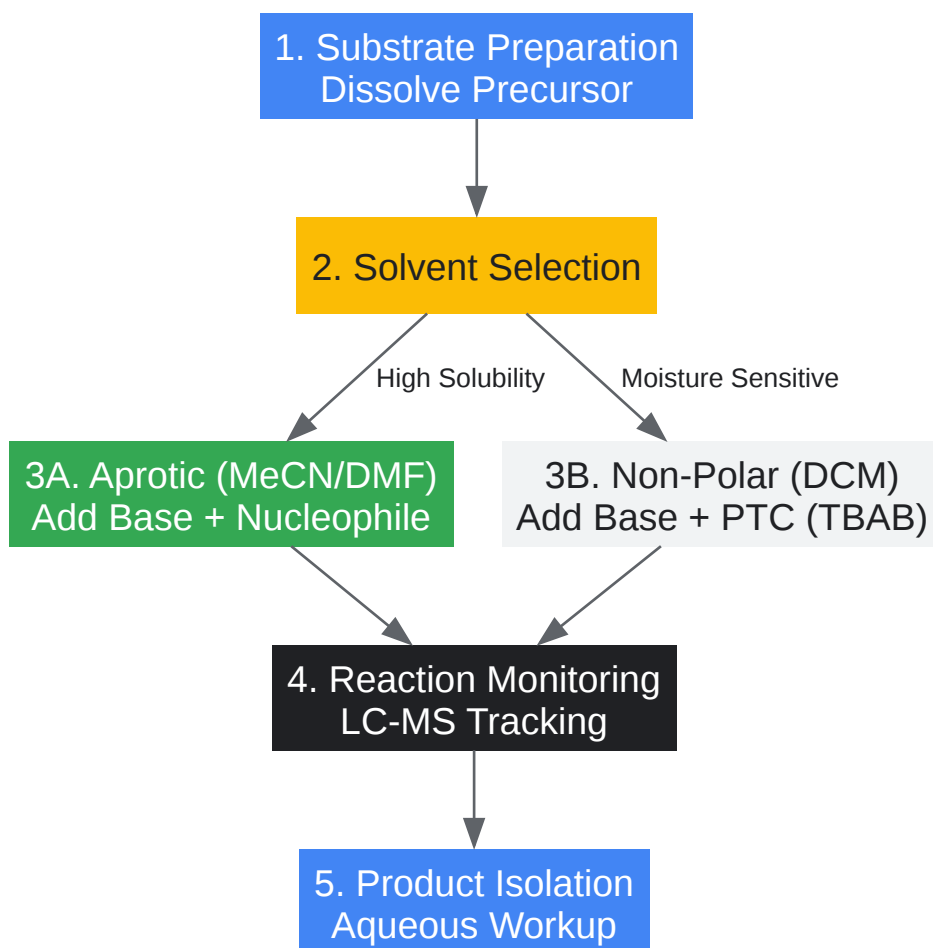 1. Substrate Preparation
Dissolve Precursor
2. Solvent Selection
High Solubility
Moisture Sensitive
3A. Aprotic (MeCN/DMF)
Add Base + Nucleophile
3B. Non-Polar (DCM)
Add Base + PTC (TBAB)
4. Reaction Monitoring
LC-MS Tracking
5. Product Isolation
Aqueous Workup